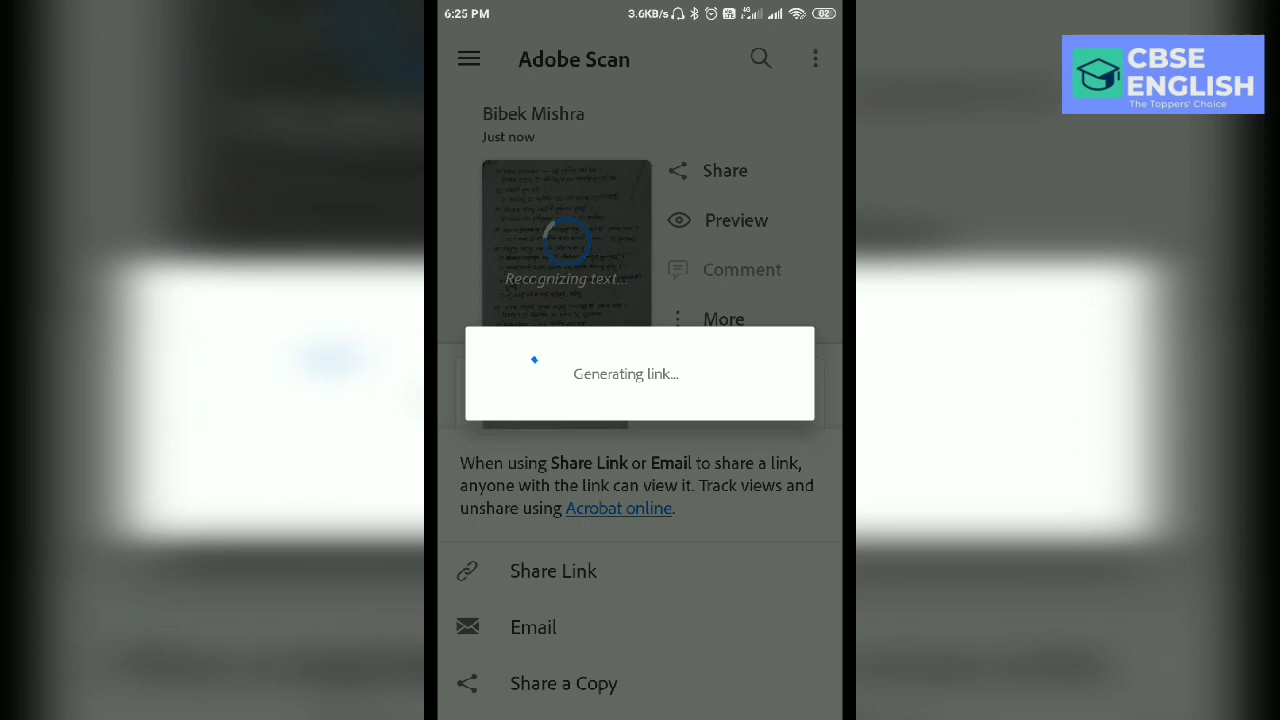 6:25 PM
3.6KB/s
4G
02
CBSE
ENGLISH
The Toppers' Choice
Adobe Scan
Bibek Mishra
Just now
Share
Preview
Recognizing text...
Comment
More
Generating link...
When using Share Link or Email to share a link,
anyone with the link can view it. Track views and
unshare using Acrobat online.
Share Link
Email
Share a Copy